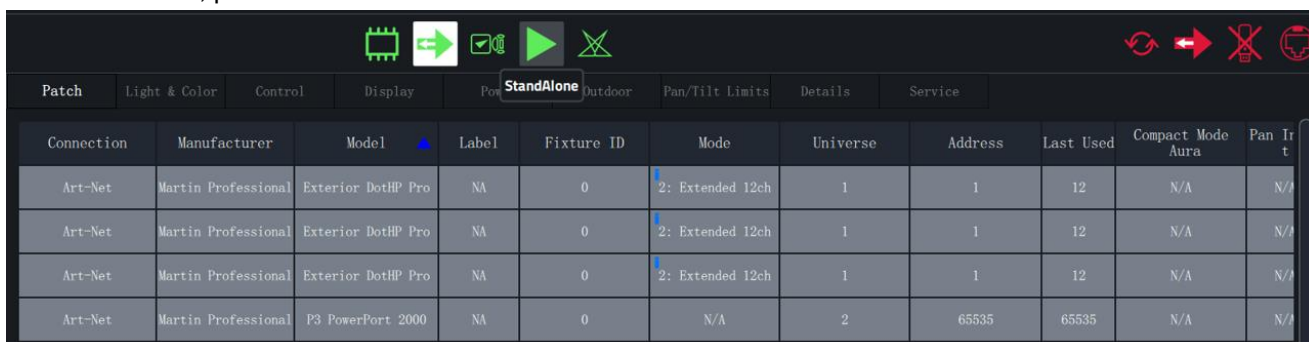 StandAlone
Patch Light & Color Control Display Outdoor Pan/Tilt Limits Details Service
Connection Manufacturer Model Label Fixture ID Mode Universe Address Last Used Compact Mode Aura
Art-Net Martin Professional Exterior DotHP Pro NA 0 2: Extended 12ch 1 1 12 N/A
Art-Net Martin Professional Exterior DotHP Pro NA 0 2: Extended 12ch 1 1 12 N/A
Art-Net Martin Professional Exterior DotHP Pro NA 0 2: Extended 12ch 1 1 12 N/A
Art-Net Martin Professional P3 PowerPort 2000 NA 0 N/A 2 65535 65535 N/A